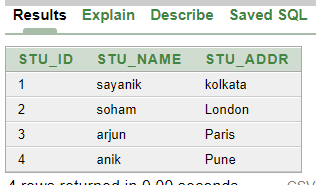 Results Explain Describe Saved SQL
STU_ID STU_NAME STU_ADDR
1 sayanik kolkata
2 soham London
3 arjun Paris
4 anik Pune
4 rows returned in 0.00 seconds CSV